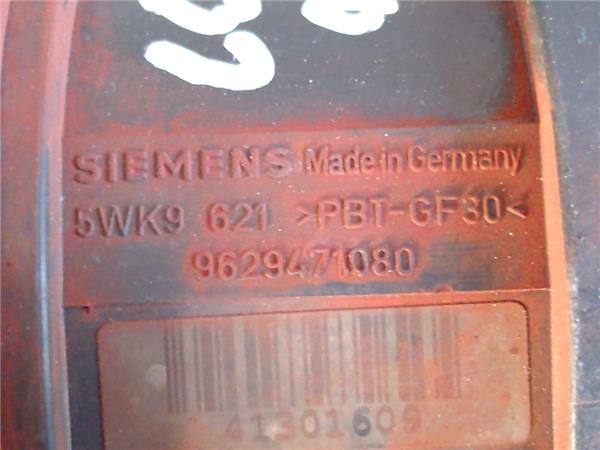 SIEMENS Made in Germany
5WK9 621 >PBT-GF30<
9629471080
41301609